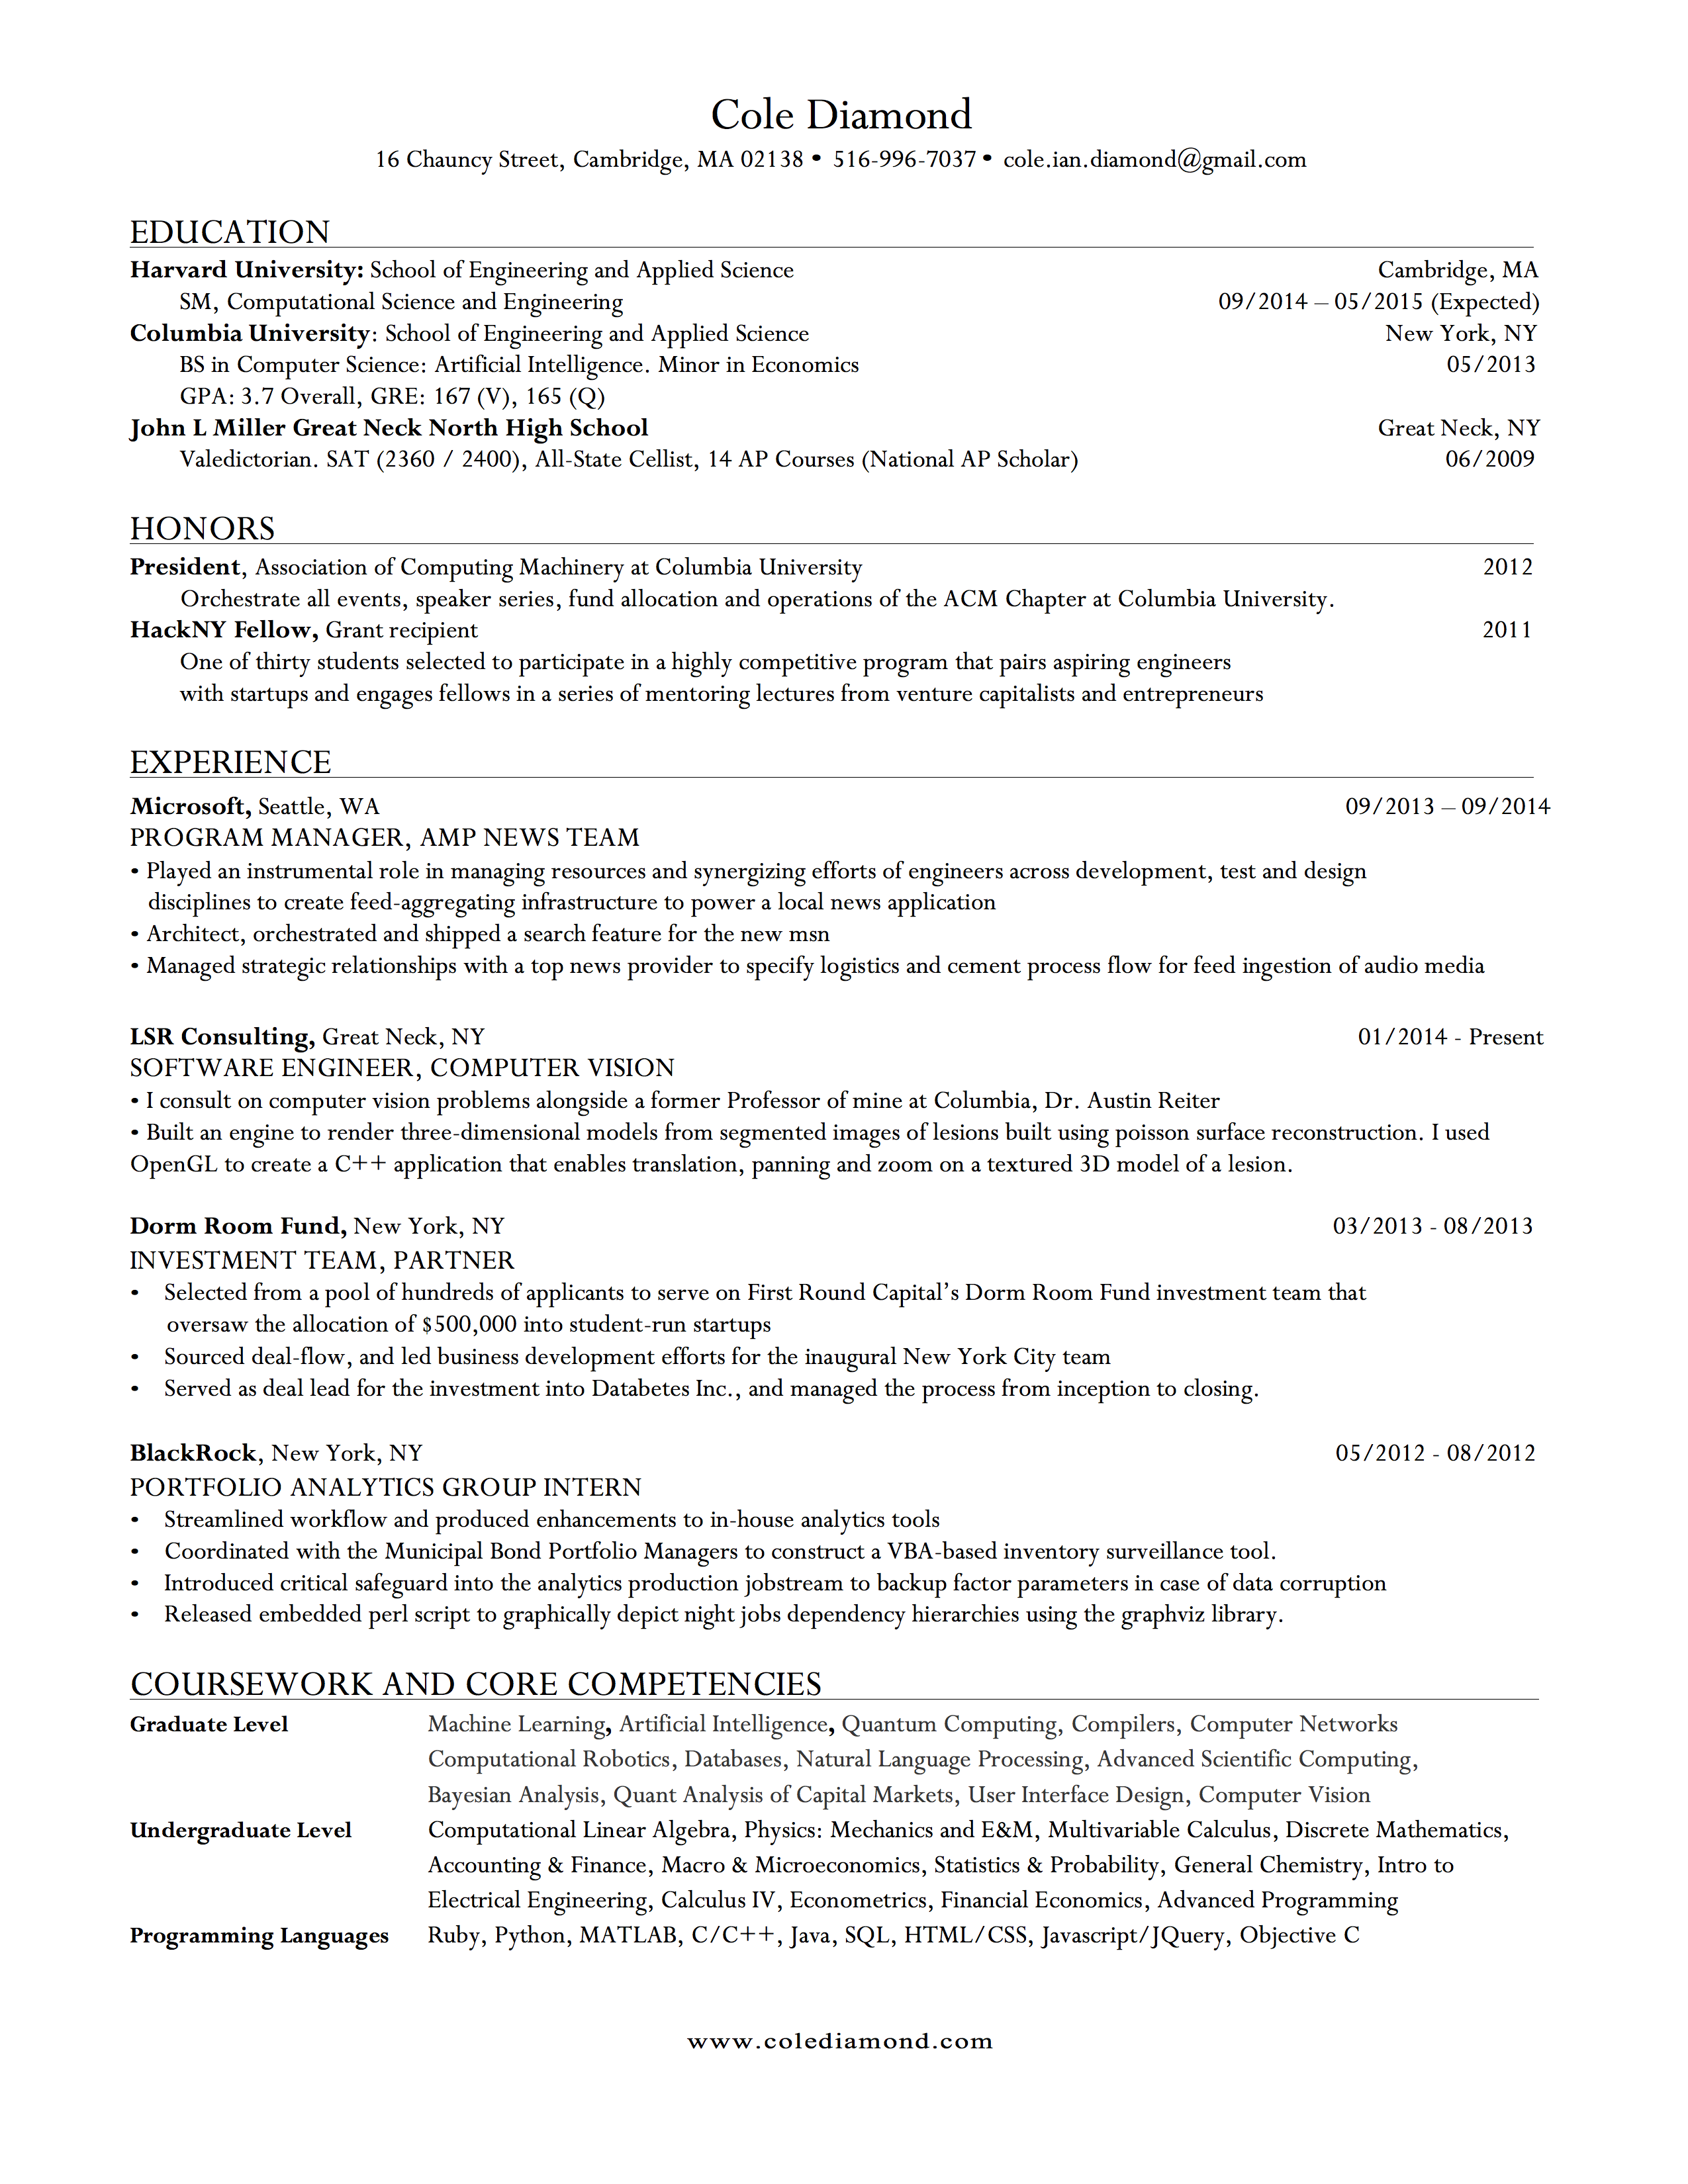 Cole Diamond
16 Chauncy Street, Cambridge, MA 02138 • 516-996-7037 • cole.ian.diamond@gmail.com
EDUCATION
Harvard University: School of Engineering and Applied Science Cambridge, MA
SM, Computational Science and Engineering 09/2014 – 05/2015 (Expected)
Columbia University: School of Engineering and Applied Science New York, NY
BS in Computer Science: Artificial Intelligence. Minor in Economics 05/2013
GPA: 3.7 Overall, GRE: 167 (V), 165 (Q)
John L Miller Great Neck North High School Great Neck, NY
Valedictorian. SAT (2360 / 2400), All-State Cellist, 14 AP Courses (National AP Scholar) 06/2009
HONORS
President, Association of Computing Machinery at Columbia University 2012
Orchestrate all events, speaker series, fund allocation and operations of the ACM Chapter at Columbia University.
HackNY Fellow, Grant recipient 2011
One of thirty students selected to participate in a highly competitive program that pairs aspiring engineers
with startups and engages fellows in a series of mentoring lectures from venture capitalists and entrepreneurs
EXPERIENCE
Microsoft, Seattle, WA 09/2013 – 09/2014
PROGRAM MANAGER, AMP NEWS TEAM
• Played an instrumental role in managing resources and synergizing efforts of engineers across development, test and design
disciplines to create feed-aggregating infrastructure to power a local news application
• Architect, orchestrated and shipped a search feature for the new msn
• Managed strategic relationships with a top news provider to specify logistics and cement process flow for feed ingestion of audio media
LSR Consulting, Great Neck, NY 01/2014 - Present
SOFTWARE ENGINEER, COMPUTER VISION
• I consult on computer vision problems alongside a former Professor of mine at Columbia, Dr. Austin Reiter
• Built an engine to render three-dimensional models from segmented images of lesions built using poisson surface reconstruction. I used
OpenGL to create a C++ application that enables translation, panning and zoom on a textured 3D model of a lesion.
Dorm Room Fund, New York, NY 03/2013 - 08/2013
INVESTMENT TEAM, PARTNER
• Selected from a pool of hundreds of applicants to serve on First Round Capital’s Dorm Room Fund investment team that
oversaw the allocation of $500,000 into student-run startups
• Sourced deal-flow, and led business development efforts for the inaugural New York City team
• Served as deal lead for the investment into Databetes Inc., and managed the process from inception to closing.
BlackRock, New York, NY 05/2012 - 08/2012
PORTFOLIO ANALYTICS GROUP INTERN
• Streamlined workflow and produced enhancements to in-house analytics tools
• Coordinated with the Municipal Bond Portfolio Managers to construct a VBA-based inventory surveillance tool.
• Introduced critical safeguard into the analytics production jobstream to backup factor parameters in case of data corruption
• Released embedded perl script to graphically depict night jobs dependency hierarchies using the graphviz library.
COURSEWORK AND CORE COMPETENCIES
Graduate Level Machine Learning, Artificial Intelligence, Quantum Computing, Compilers, Computer Networks
Computational Robotics, Databases, Natural Language Processing, Advanced Scientific Computing,
Bayesian Analysis, Quant Analysis of Capital Markets, User Interface Design, Computer Vision
Undergraduate Level Computational Linear Algebra, Physics: Mechanics and E&M, Multivariable Calculus, Discrete Mathematics,
Accounting & Finance, Macro & Microeconomics, Statistics & Probability, General Chemistry, Intro to
Electrical Engineering, Calculus IV, Econometrics, Financial Economics, Advanced Programming
Programming Languages Ruby, Python, MATLAB, C/C++, Java, SQL, HTML/CSS, Javascript/JQuery, Objective C
www.colediamond.com